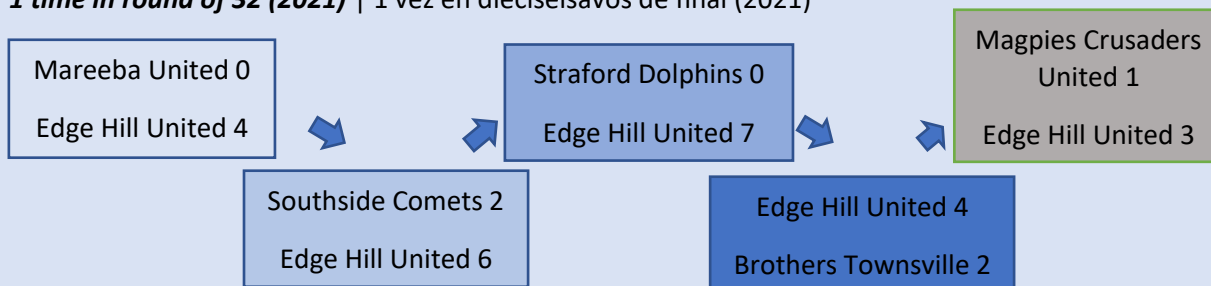 1 time in round of 32 (2021) | 1 vez en dieciseisavos de final (2021)
Mareeba United 0
Edge Hill United 4
Southside Comets 2
Edge Hill United 6
Straford Dolphins 0
Edge Hill United 7
Edge Hill United 4
Brothers Townsville 2
Magpies Crusaders
United 1
Edge Hill United 3